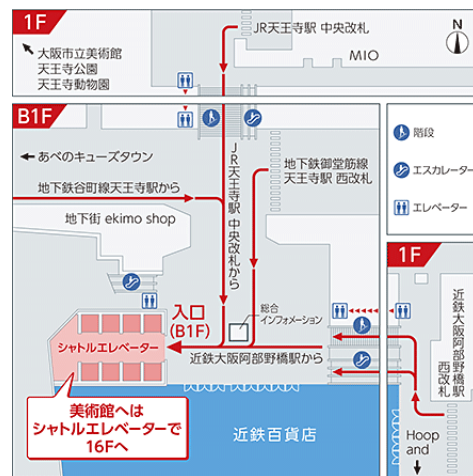 1F
JR天王寺駅 中央改札
MIO
N
大阪市立美術館
天王寺公園
天王寺動物園
B1F
あべのキューズタウン
地下鉄谷町線天王寺駅から
地下街 ekimo shop
JR天王寺駅 中央改札から
地下鉄御堂筋線
天王寺駅 西改札
階段
エスカレーター
エレベーター
入口
(B1F)
総合
インフォメーション
シャトルエレベーター
近鉄大阪阿部野橋駅から
美術館へは
シャトルエレベーターで
16Fへ
近鉄百貨店
1F
近鉄大阪阿部野橋駅
西改札
Hoop
and